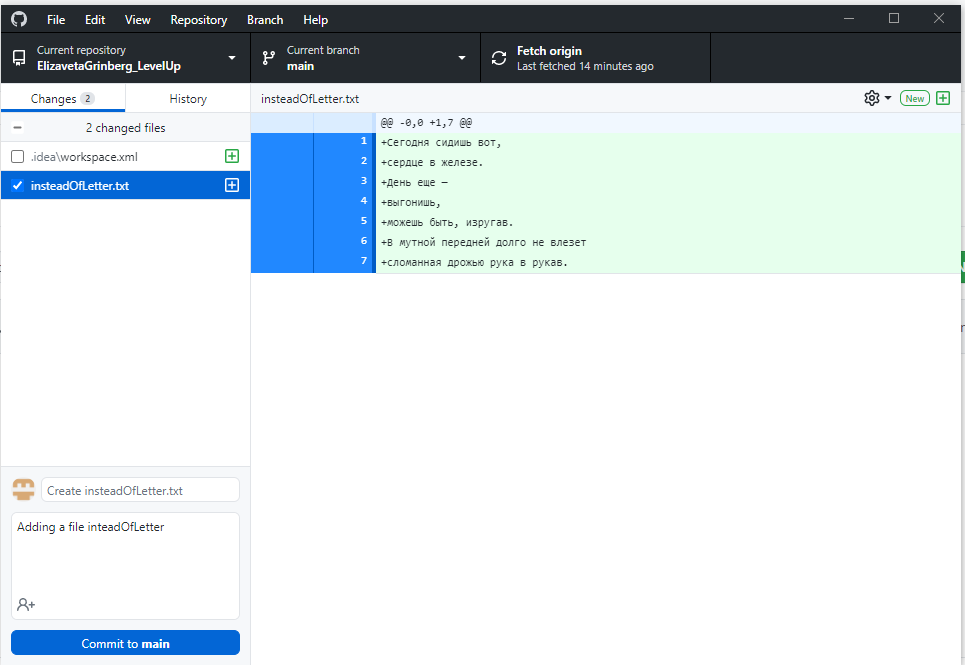 File Edit View Repository Branch Help
Current repository
ElizavetaGrinberg_LevelUp
Current branch
main
Fetch origin
Last fetched 14 minutes ago
Changes 2
History
insteadOfLetter.txt
New
2 changed files
.idea\workspace.xml
insteadOfLetter.txt
@@ -0,0 +1,7 @@
1 +Сегодня сидишь вот,
2 +сердце в железе.
3 +День еще —
4 +выгонишь,
5 +можешь быть, изругав.
6 +В мутной передней долго не влезет
7 +сломанная дрожью рука в рукав.
Create insteadOfLetter.txt
Adding a file inteadOfLetter
Commit to main